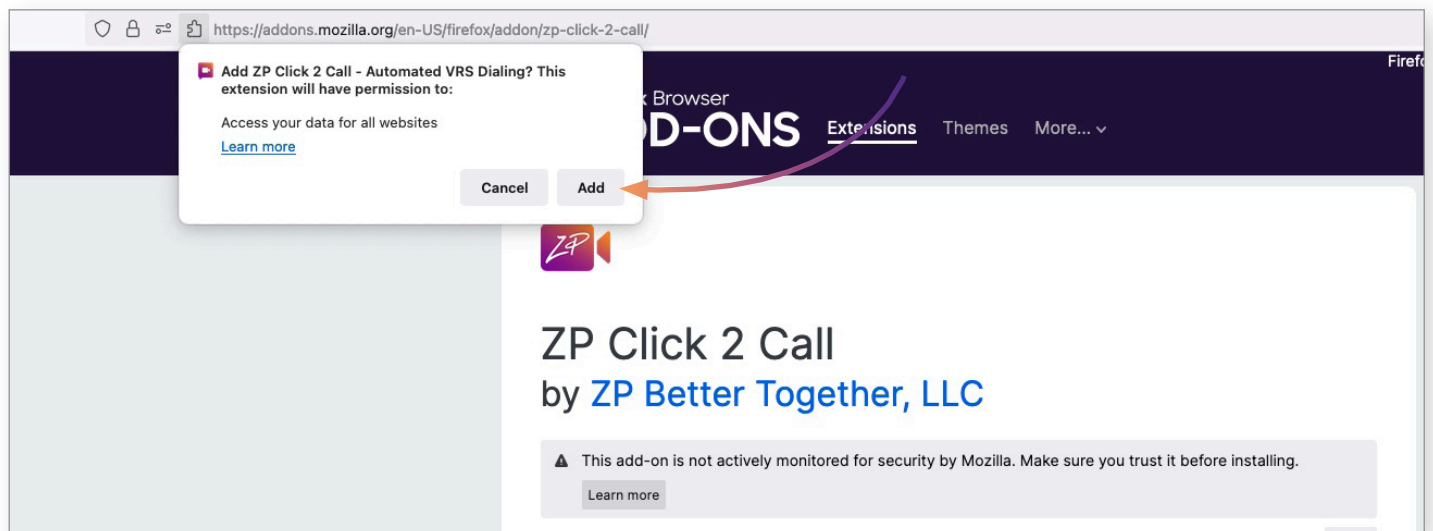 https://addons.mozilla.org/en-US/firefox/addon/zp-click-2-call/
Add ZP Click 2 Call - Automated VRS Dialing? This
extension will have permission to:
Access your data for all websites
Learn more
Cancel Add
Browser
D-ONS Extensions Themes More...
ZP
ZP Click 2 Call
by ZP Better Together, LLC
This add-on is not actively monitored for security by Mozilla. Make sure you trust it before installing.
Learn more